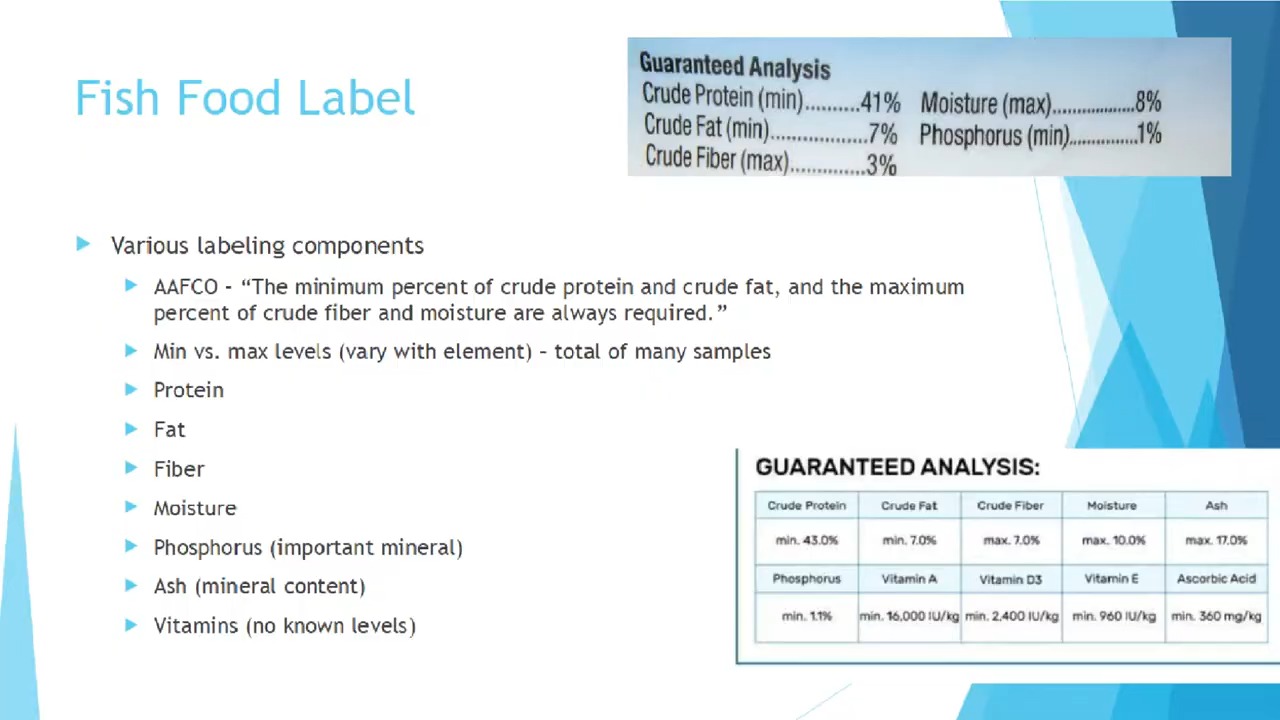 Fish Food Label
Guaranteed Analysis
Crude Protein (min)..........41% Moisture (max).................8%
Crude Fat (min)..................7% Phosphorus (min)..............1%
Crude Fiber (max)..............3%
Various labeling components
AAFCO - “The minimum percent of crude protein and crude fat, and the maximum
percent of crude fiber and moisture are always required.”
Min vs. max levels (vary with element) – total of many samples
Protein
Fat
Fiber
Moisture
Phosphorus (important mineral)
Ash (mineral content)
Vitamins (no known levels)
GUARANTEED ANALYSIS:
Crude Protein Crude Fat Crude Fiber Moisture Ash
min. 43.0% min. 7.0% max. 7.0% max. 10.0% max. 17.0%
Phosphorus Vitamin A Vitamin D3 Vitamin E Ascorbic Acid
min. 1.1% min. 16,000 IU/kg min. 2,400 IU/kg min. 960 IU/kg min. 360 mg/kg